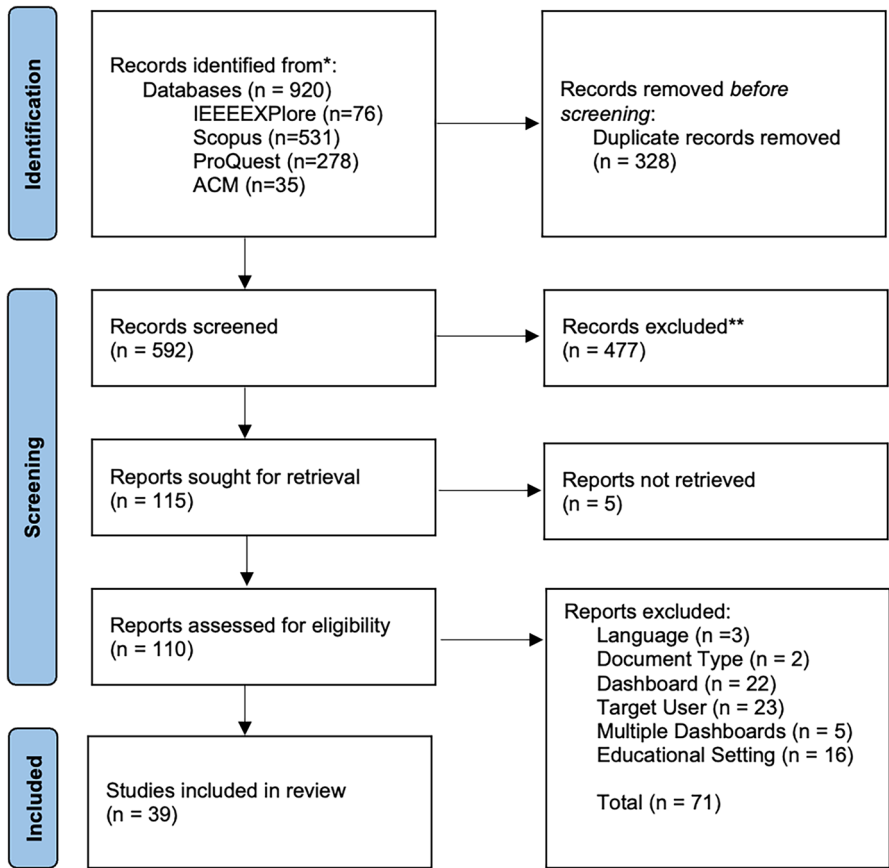 Identification
Records identified from*:
Databases (n = 920)
IEEEEXPlore (n=76)
Scopus (n=531)
ProQuest (n=278)
ACM (n=35)
Records removed before
screening:
Duplicate records removed
(n = 328)
Screening
Records screened
(n = 592)
Records excluded**
(n = 477)
Reports sought for retrieval
(n = 115)
Reports not retrieved
(n = 5)
Reports assessed for eligibility
(n = 110)
Reports excluded:
Language (n =3)
Document Type (n = 2)
Dashboard (n = 22)
Target User (n = 23)
Multiple Dashboards (n = 5)
Educational Setting (n = 16)
Total (n = 71)
Included
Studies included in review
(n = 39)